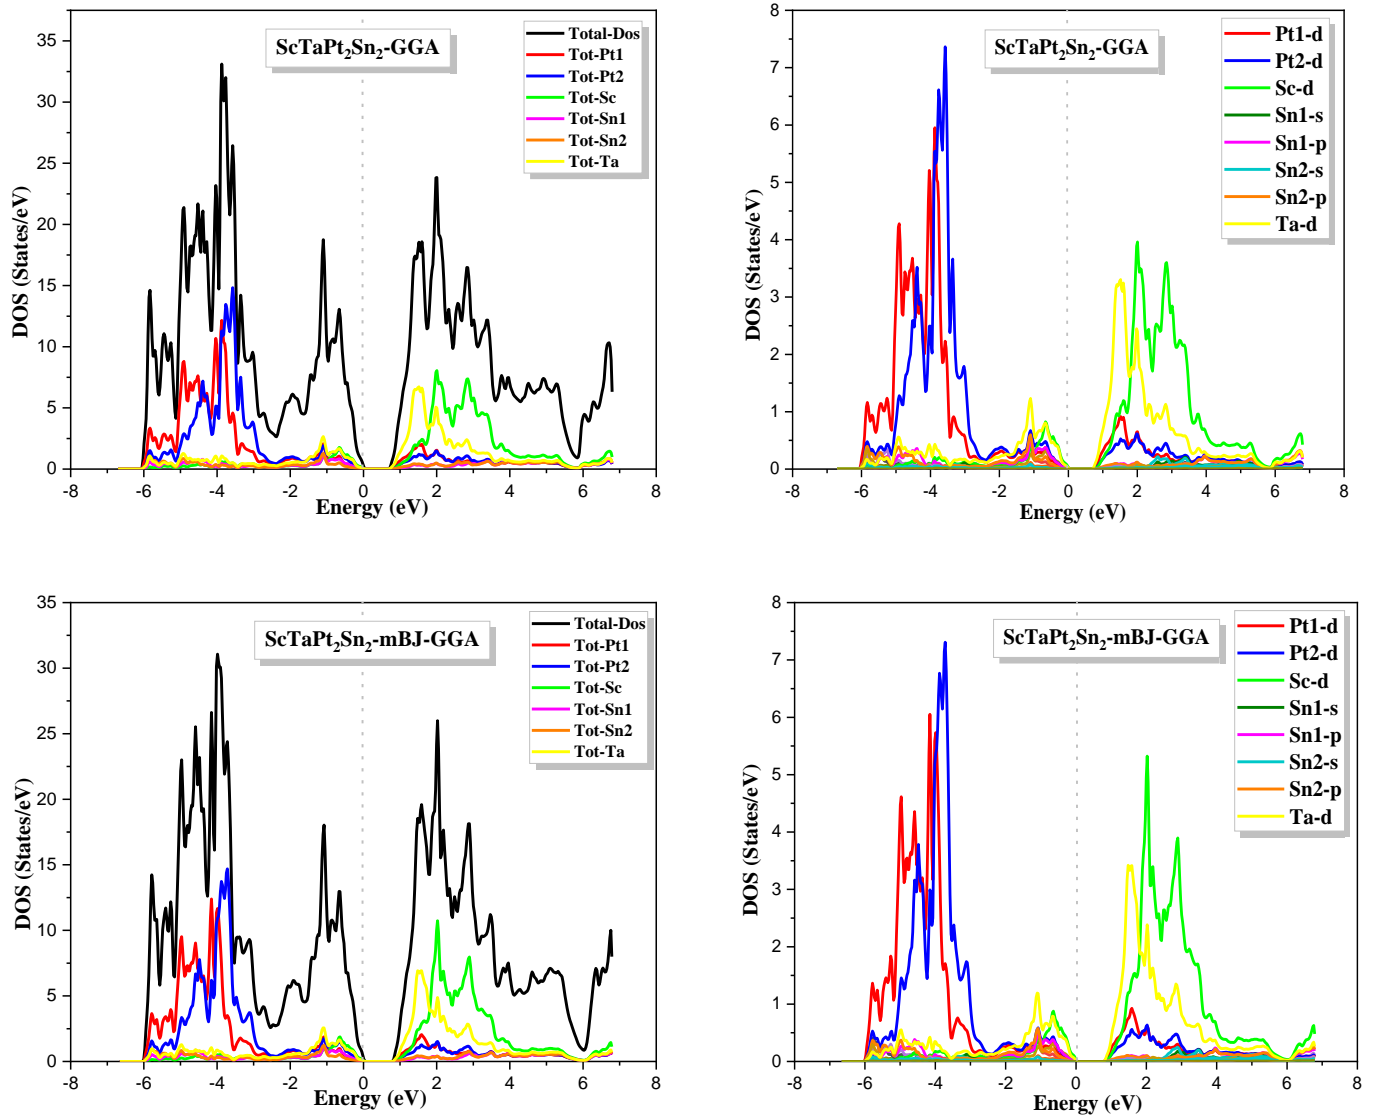 ScTaPt₂Sn₂-GGA
Total-Dos
Tot-Pt1
Tot-Pt2
Tot-Sc
Tot-Sn1
Tot-Sn2
Tot-Ta
DOS (States/eV)
35
30
25
20
15
10
5
0
-8 -6 -4 -2 0 2 4 6 8
Energy (eV)
ScTaPt₂Sn₂-GGA
Pt1-d
Pt2-d
Sc-d
Sn1-s
Sn1-p
Sn2-s
Sn2-p
Ta-d
DOS (States/eV)
8
7
6
5
4
3
2
1
0
-8 -6 -4 -2 0 2 4 6 8
Energy (eV)
ScTaPt₂Sn₂-mBJ-GGA
Total-Dos
Tot-Pt1
Tot-Pt2
Tot-Sc
Tot-Sn1
Tot-Sn2
Tot-Ta
DOS (States/eV)
35
30
25
20
15
10
5
0
-8 -6 -4 -2 0 2 4 6 8
Energy (eV)
ScTaPt₂Sn₂-mBJ-GGA
Pt1-d
Pt2-d
Sc-d
Sn1-s
Sn1-p
Sn2-s
Sn2-p
Ta-d
DOS (States/eV)
8
7
6
5
4
3
2
1
0
-8 -6 -4 -2 0 2 4 6 8
Energy (eV)